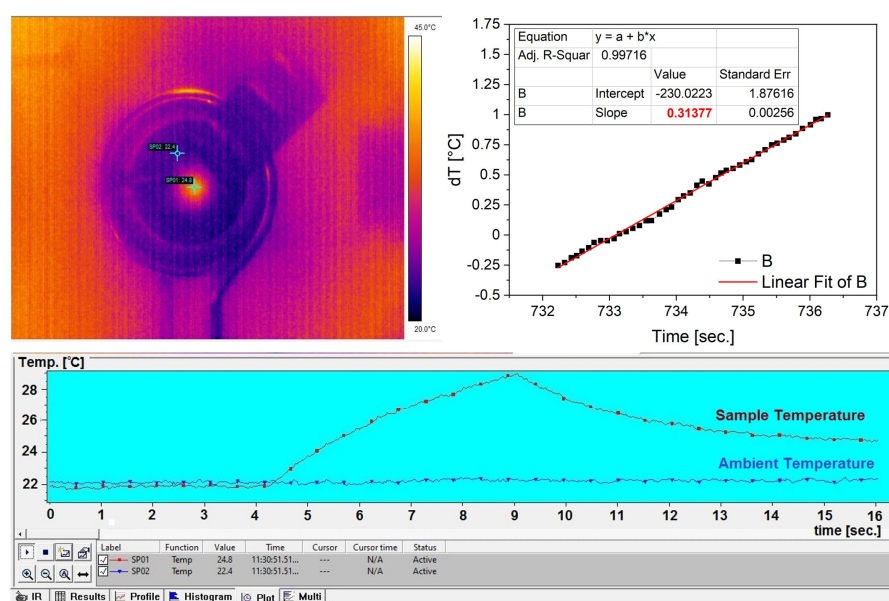 45.0°C
SP02: 22.4
SP01: 24.8
20.0°C
Equation y = a + b*x
Adj. R-Squar 0.99716
Value Standard Err
B Intercept -230.0223 1.87616
B Slope 0.31377 0.00256
1.75
1.5
1.25
1
0.75
0.5
0.25
0
-0.25
-0.5
dT [°C]
B
Linear Fit of B
732 733 734 735 736 737
Time [sec.]
Temp. [°C]
28
26
24
22
Sample Temperature
Ambient Temperature
0 1 2 3 4 5 6 7 8 9 10 11 12 13 14 15 16
time [sec.]
Label Function Value Time Cursor Cursor time Status
SP01 Temp 24.8 11:30:51.51... --- N/A Active
SP02 Temp 22.4 11:30:51.51... --- N/A Active
IR Results Profile Histogram Plot Multi